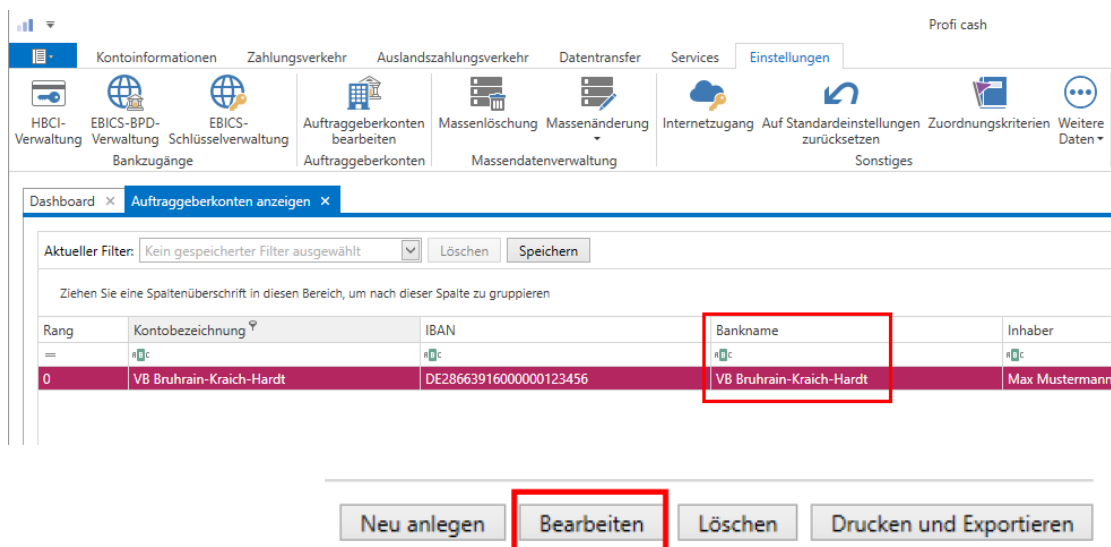 Profi cash
Kontoinformationen Zahlungsverkehr Auslandszahlungsverkehr Datentransfer Services Einstellungen
HBCI-Verwaltung EBICS-BPD-Verwaltung EBICS-Schlüsselverwaltung Auftraggeberkonten bearbeiten Massenlöschung Massenänderung Internetzugang Auf Standardeinstellungen zurücksetzen Zuordnungskriterien Weitere Daten
Bankzugänge Auftraggeberkonten Massendatenverwaltung Sonstiges
Dashboard × Auftraggeberkonten anzeigen ×
Aktueller Filter: Kein gespeicherter Filter ausgewählt Löschen Speichern
Ziehen Sie eine Spaltenüberschrift in diesen Bereich, um nach dieser Spalte zu gruppieren
Rang Kontobezeichnung IBAN Bankname Inhaber
= ABC ABC ABC ABC
0 VB Bruhrain-Kraich-Hardt DE28663916000000123456 VB Bruhrain-Kraich-Hardt Max Mustermann
Neu anlegen Bearbeiten Löschen Drucken und Exportieren